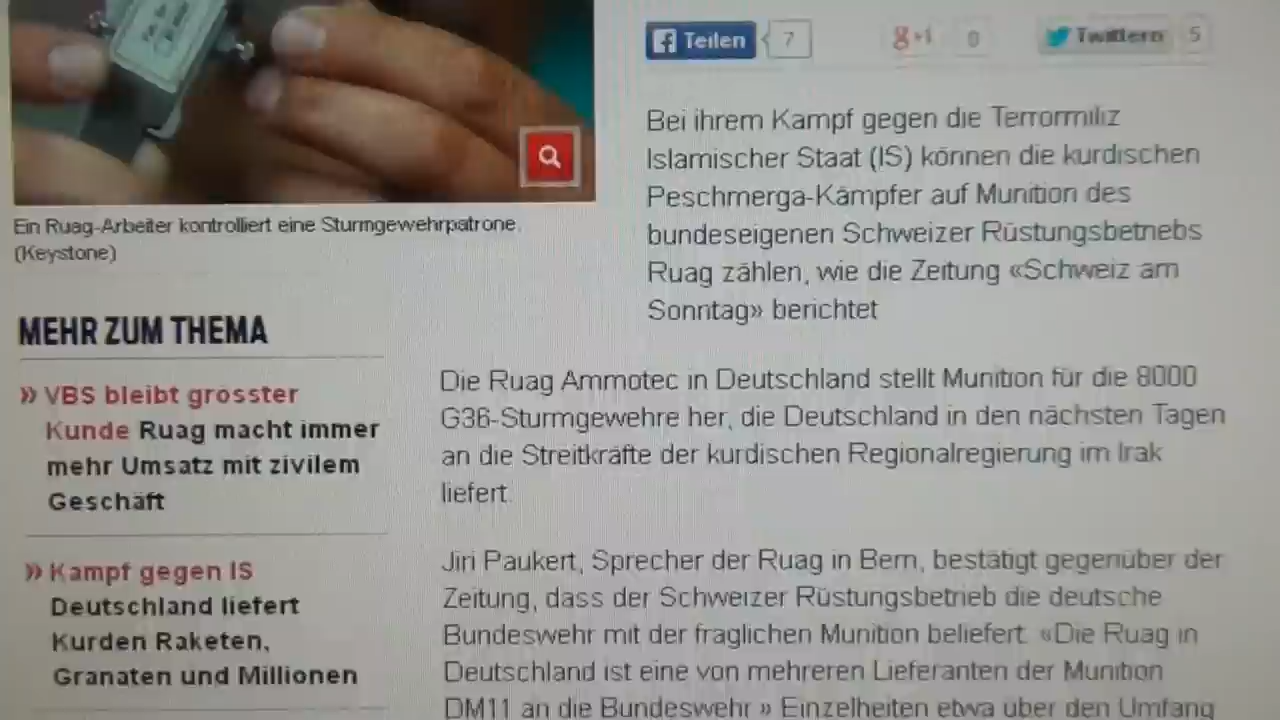 Teilen
7
g+1
0
Twittern
5
Bei ihrem Kampf gegen die Terrormiliz
Islamischer Staat (IS) können die kurdischen
Peschmerga-Kämpfer auf Munition des
bundeseigenen Schweizer Rüstungsbetriebs
Ruag zählen, wie die Zeitung «Schweiz am
Sonntag» berichtet
Ein Ruag-Arbeiter kontrolliert eine Sturmgewehrpatrone.
(Keystone)
MEHR ZUM THEMA
» VBS bleibt grosster
Kunde Ruag macht immer
mehr Umsatz mit zivilem
Geschäft
» Kampf gegen IS
Deutschland liefert
Kurden Raketen,
Granaten und Millionen
Die Ruag Ammotec in Deutschland stellt Munition für die 8000
G36-Sturmgewehre her, die Deutschland in den nächsten Tagen
an die Streitkräfte der kurdischen Regionalregierung im Irak
liefert.
Jiri Paukert, Sprecher der Ruag in Bern, bestätigt gegenüber der
Zeitung, dass der Schweizer Rüstungsbetrieb die deutsche
Bundeswehr mit der fraglichen Munition beliefert. «Die Ruag in
Deutschland ist eine von mehreren Lieferanten der Munition
DM11 an die Bundeswehr » Einzelheiten etwa über den Umfang